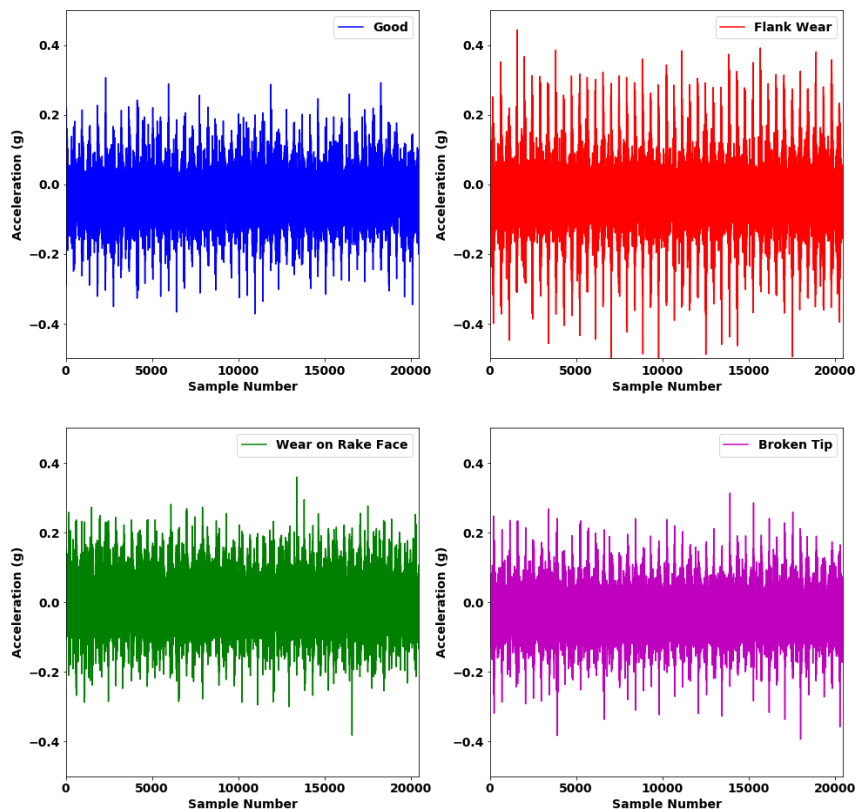 Good
Flank Wear
Acceleration (g)
0.4
0.2
0.0
−0.2
−0.4
0 5000 10000 15000 20000
Sample Number
Acceleration (g)
0.4
0.2
0.0
−0.2
−0.4
0 5000 10000 15000 20000
Sample Number
Wear on Rake Face
Broken Tip
Acceleration (g)
0.4
0.2
0.0
−0.2
−0.4
0 5000 10000 15000 20000
Sample Number
Acceleration (g)
0.4
0.2
0.0
−0.2
−0.4
0 5000 10000 15000 20000
Sample Number